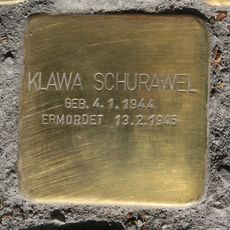 KLAWA SCHURAWEL
GEB. 4.1.1944
ERMORDET 13.2.1945